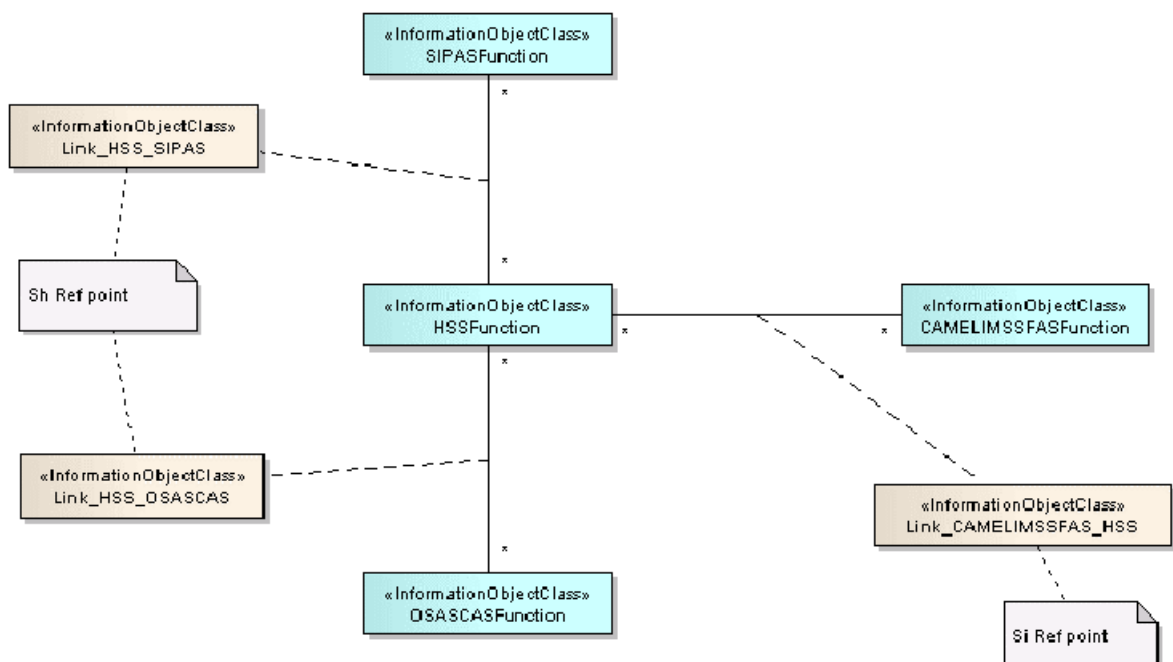 «InformationObjectClass»
SIPASFunction
*
«InformationObjectClass»
Link_HSS_SIPAS
*
Sh Ref point
«InformationObjectClass»
HSSFunction
*
*
«InformationObjectClass»
CAMELIMSSFASFunction
*
«InformationObjectClass»
Link_HSS_OSASCAS
«InformationObjectClass»
Link_CAMELIMSSFAS_HSS
*
«InformationObjectClass»
OSASCASFunction
Si Ref point